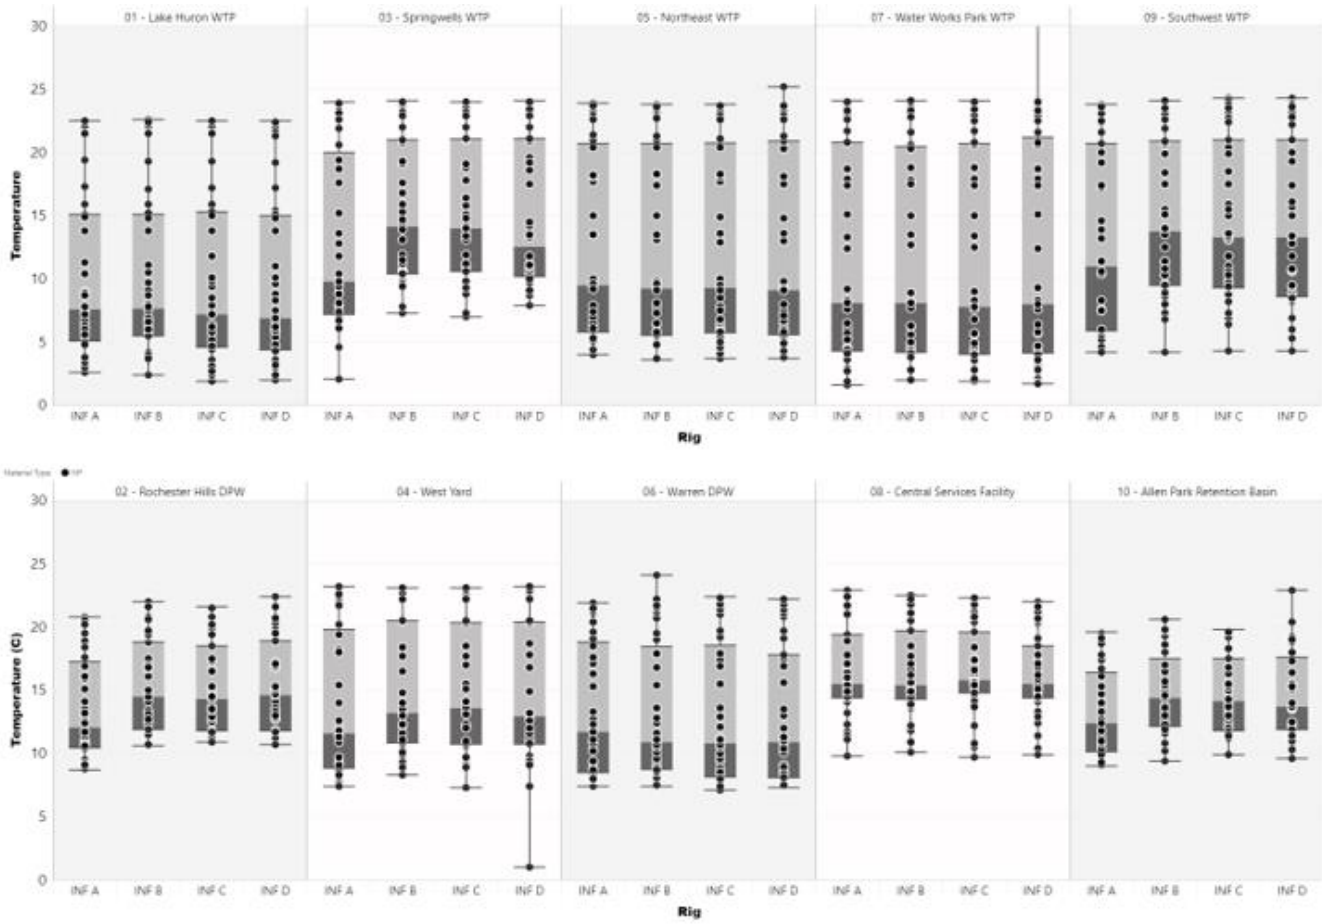 01 - Lake Huron WTP 03 - Springwells WTP 05 - Northeast WTP 07 - Water Works Park WTP 09 - Southwest WTP
30
25
20
15
10
5
0
Temperature
INF A INF B INF C INF D INF A INF B INF C INF D INF A INF B INF C INF D INF A INF B INF C INF D INF A INF B INF C INF D
Rig
Material Type
02 - Rochester Hills DPW 04 - West Yard 06 - Warren DPW 08 - Central Services Facility 10 - Allen Park Retention Basin
30
25
20
15
10
5
0
Temperature (C)
INF A INF B INF C INF D INF A INF B INF C INF D INF A INF B INF C INF D INF A INF B INF C INF D INF A INF B INF C INF D
Rig